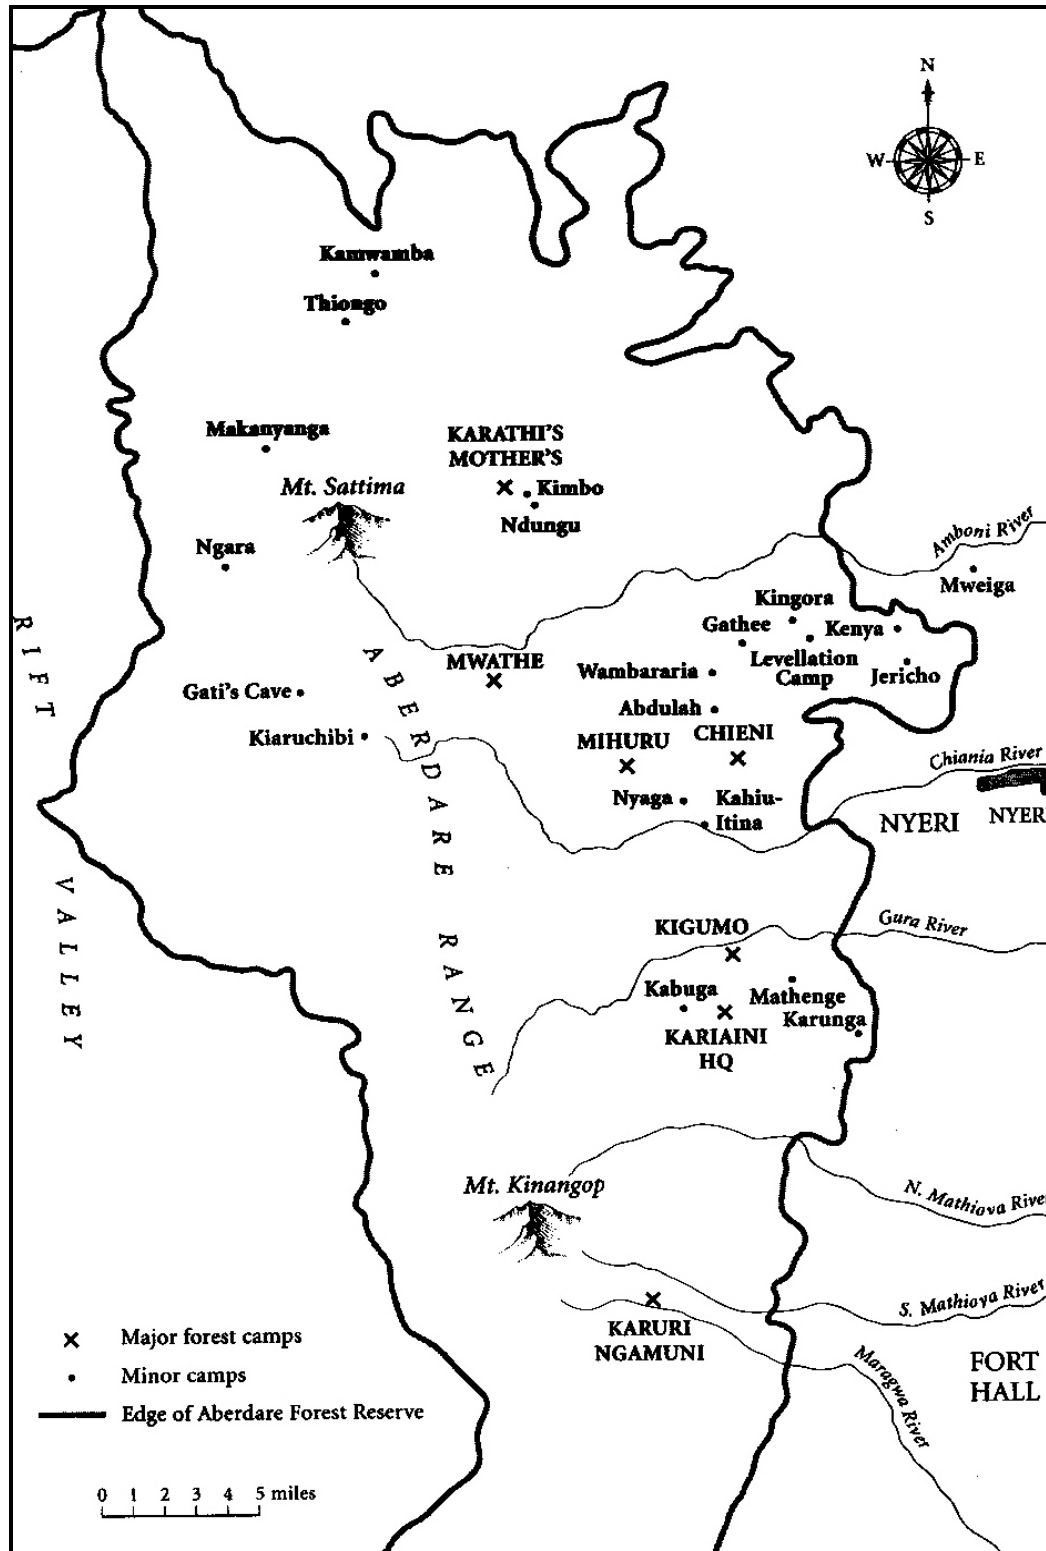 N
W
E
S
Kamwamba
Thiongo
Makanyanga
KARATHI'S
MOTHER'S
Mt. Sattima
Kimbo
Ndungu
Ngara
Amboni River
Mweiga
Kingora
Gathee
Kenya
Levellation
Camp
Jericho
MWATHE
Wambararia
Gati's Cave
Abdulah
Kiaruchibi
MIHURU
CHIENI
Chiania River
Nyaga
Kahiu-
Itina
NYERI
NYER
RIFT
VALLEY
ABERDARE RANGE
KIGUMO
Gura River
Kabuga
Mathenge
Karunga
KARIAINI
HQ
Mt. Kinangop
N. Mathioya River
S. Mathioya River
KARURI
NGAMUNI
Maragwa River
FORT
HALL
Major forest camps
Minor camps
Edge of Aberdare Forest Reserve
0 1 2 3 4 5 miles